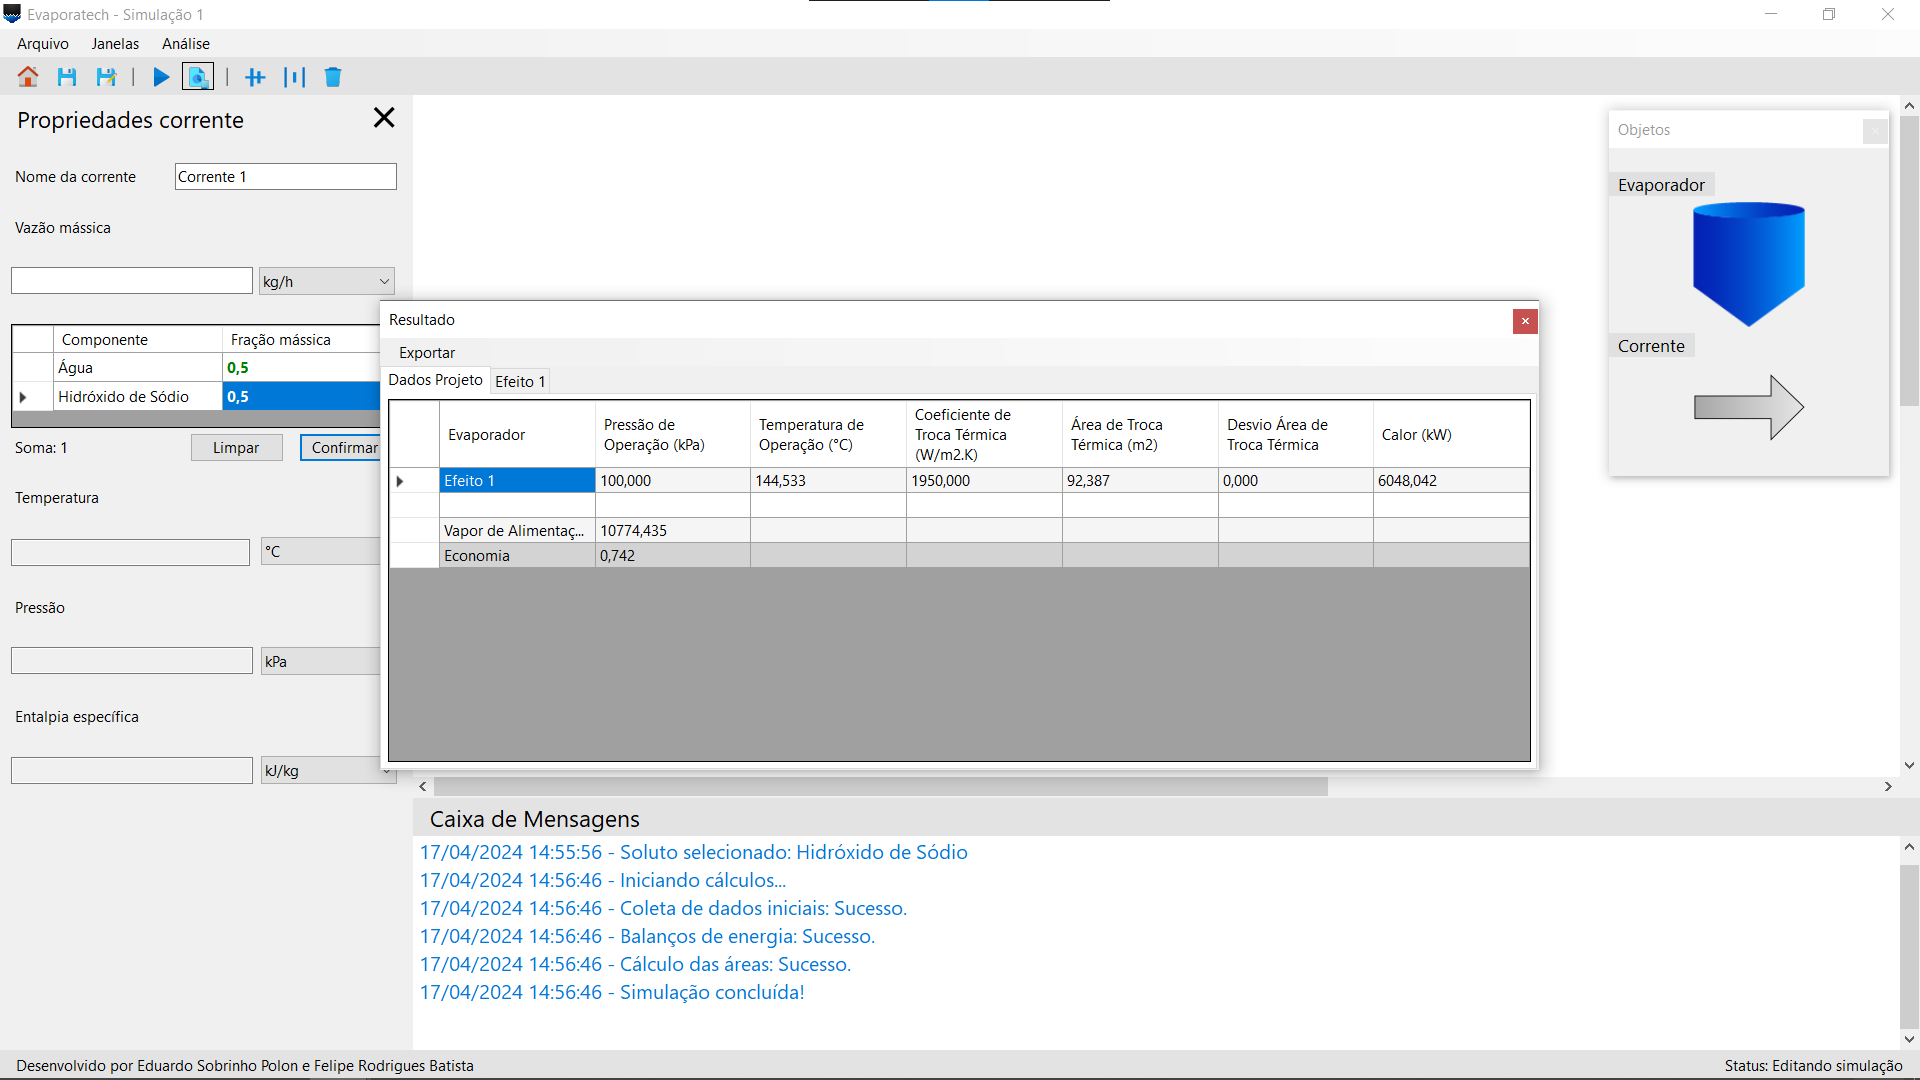 Evaporatech - Simulação 1
Arquivo Janelas Análise
Propriedades corrente
Nome da corrente Corrente 1
Vazão mássica
kg/h
Componente Fração mássica
Água 0,5
Hidróxido de Sódio 0,5
Soma: 1 Limpar Confirmar
Temperatura
°C
Pressão
kPa
Entalpia específica
kJ/kg
Resultado
Exportar
Dados Projeto Efeito 1
Evaporador Pressão de Operação (kPa) Temperatura de Operação (°C) Coeficiente de Troca Térmica (W/m2.K) Área de Troca Térmica (m2) Desvio Área de Troca Térmica Calor (kW)
Efeito 1 100,000 144,533 1950,000 92,387 0,000 6048,042
Vapor de Alimentaç... 10774,435
Economia 0,742
Objetos
Evaporador
Corrente
Caixa de Mensagens
17/04/2024 14:55:56 - Soluto selecionado: Hidróxido de Sódio
17/04/2024 14:56:46 - Iniciando cálculos...
17/04/2024 14:56:46 - Coleta de dados iniciais: Sucesso.
17/04/2024 14:56:46 - Balanços de energia: Sucesso.
17/04/2024 14:56:46 - Cálculo das áreas: Sucesso.
17/04/2024 14:56:46 - Simulação concluída!
Desenvolvido por Eduardo Sobrinho Polon e Felipe Rodrigues Batista
Status: Editando simulação